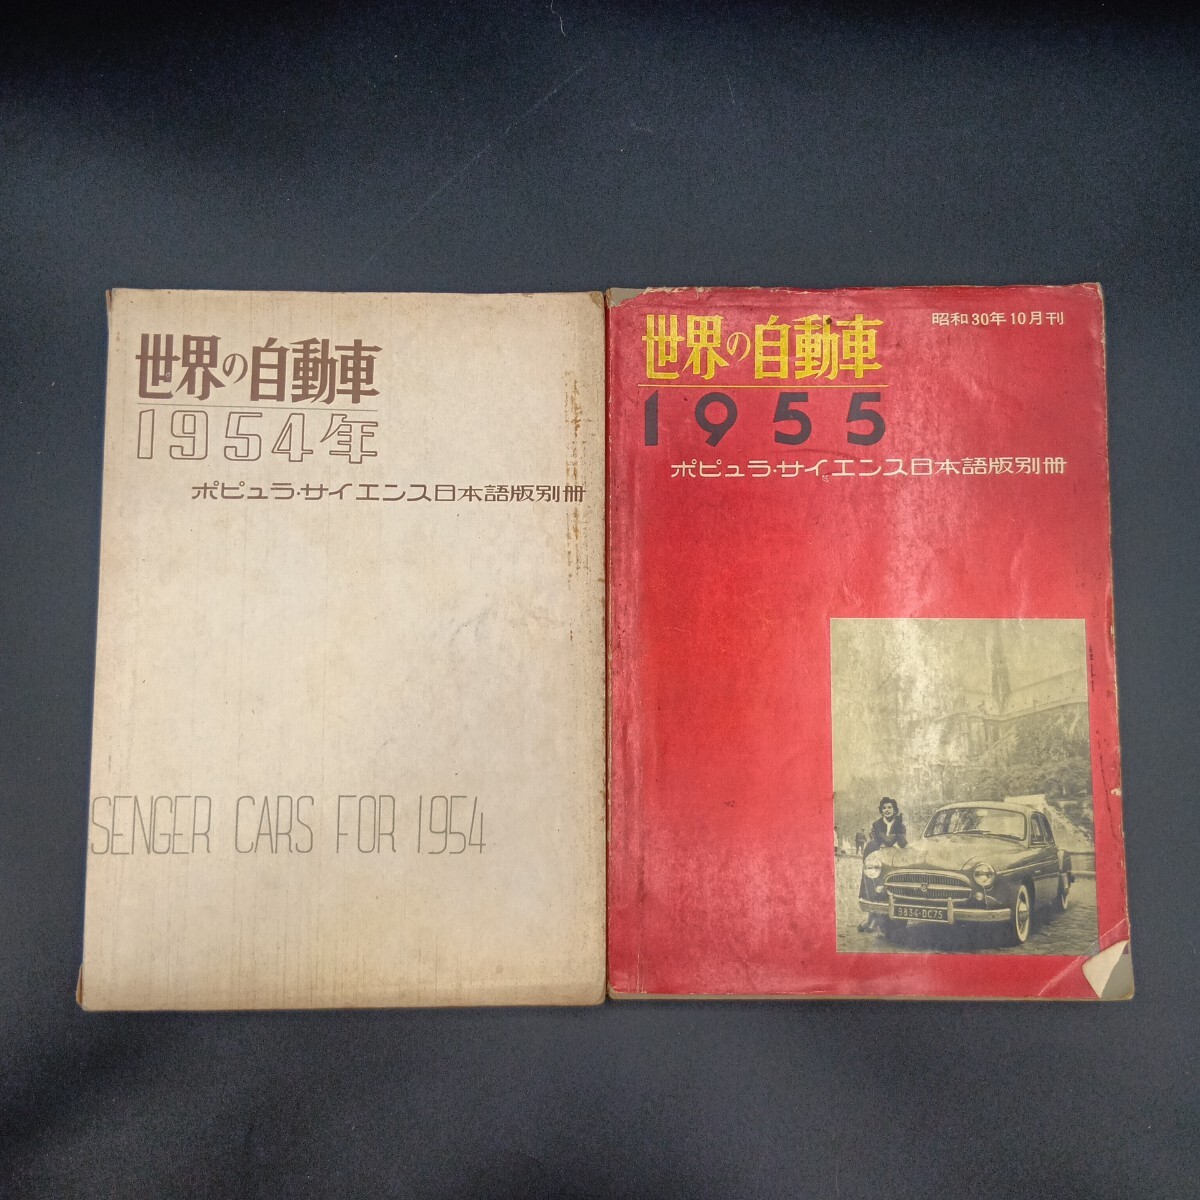 世界の自動車
1954年
ポピュラ・サイエンス日本語版別冊
SENGER CARS FOR 1954
昭和30年10月刊
世界の自動車
1955
ポピュラ・サイエンス日本語版別冊
9834-DC75